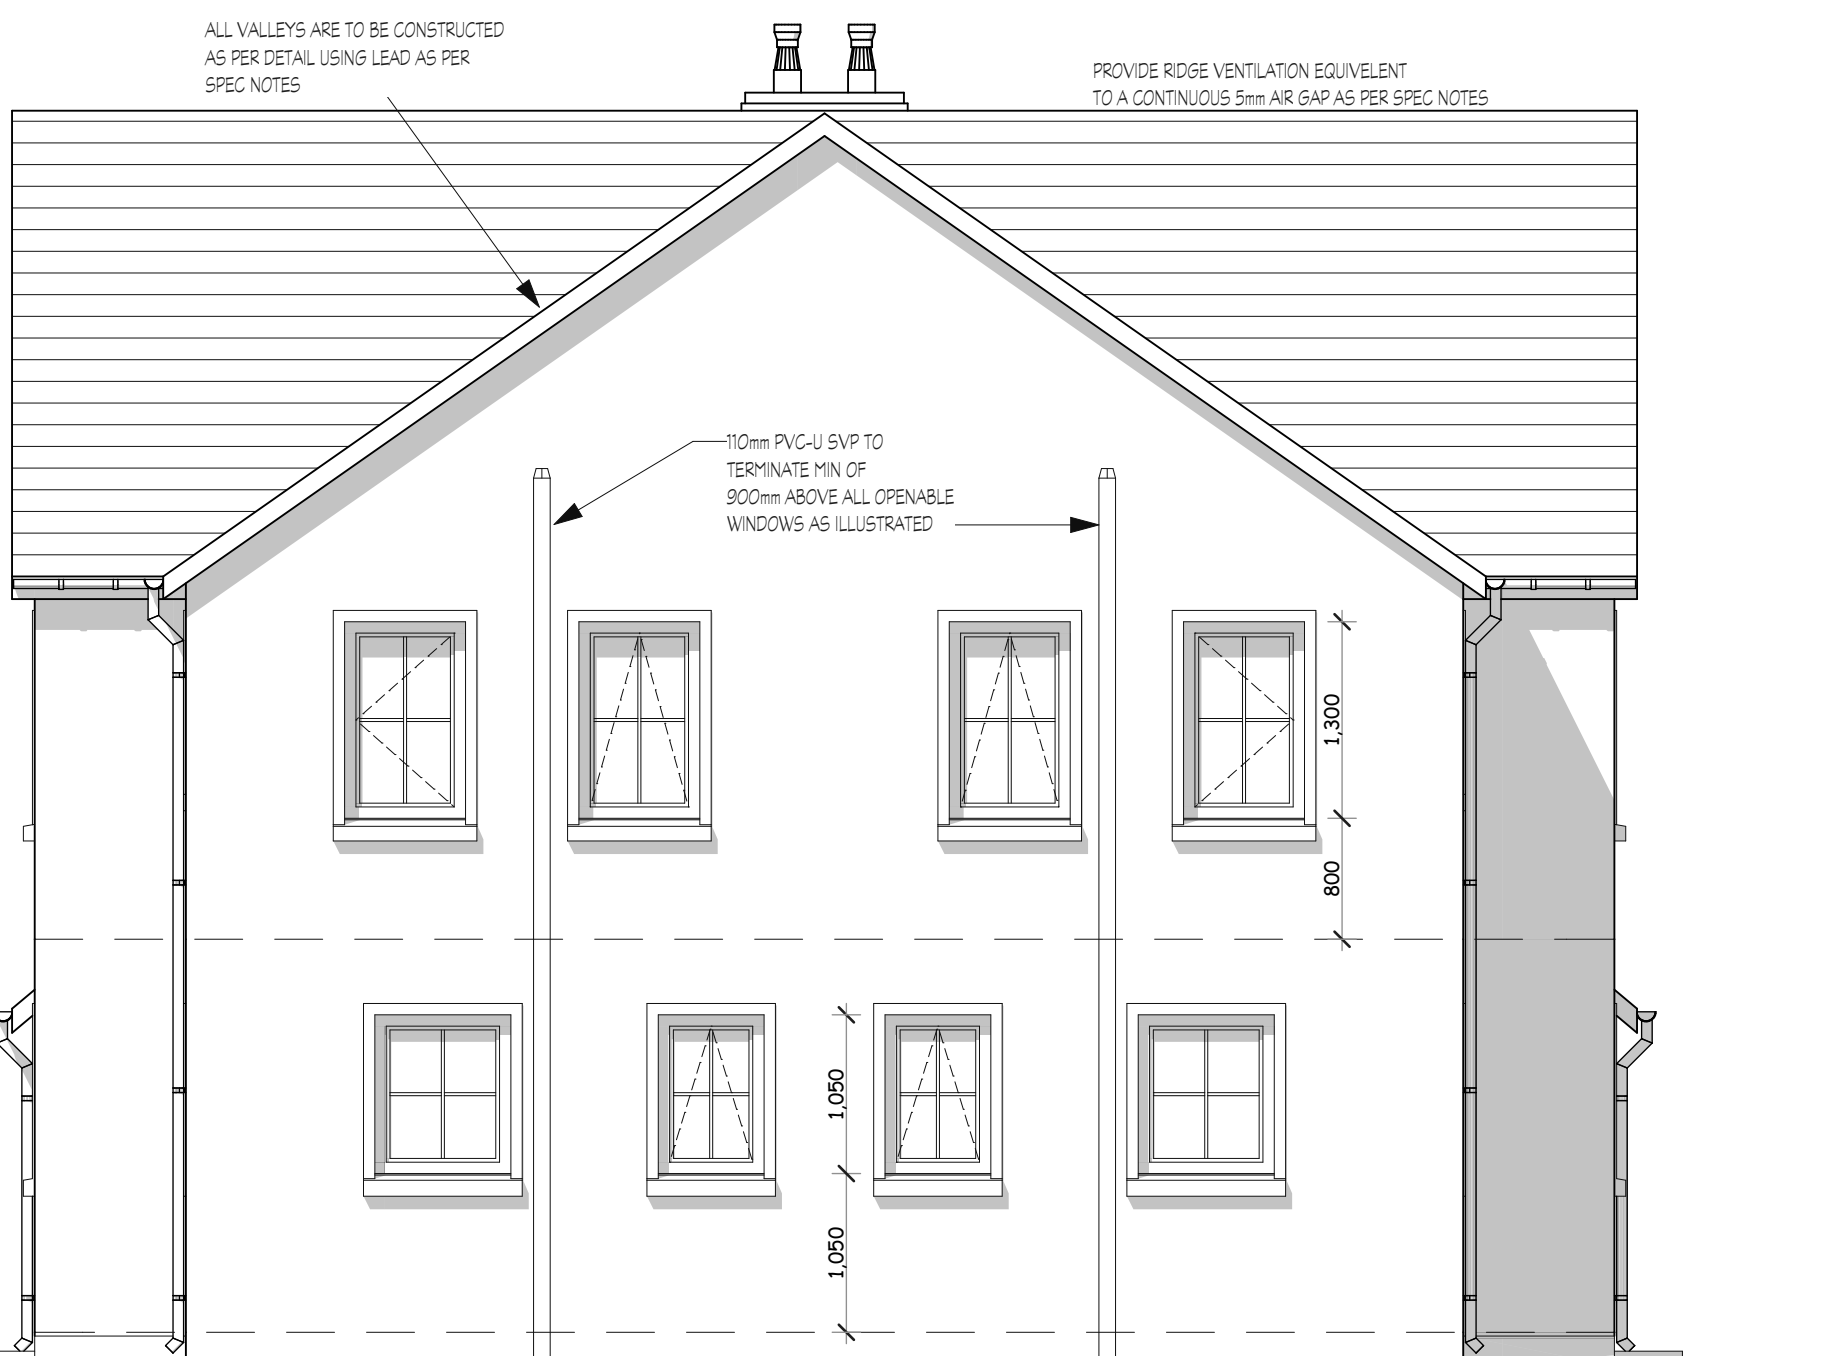 ALL VALLEYS ARE TO BE CONSTRUCTED
AS PER DETAIL USING LEAD AS PER
SPEC NOTES
PROVIDE RIDGE VENTILATION EQUIVELENT
TO A CONTINUOUS 5mm AIR GAP AS PER SPEC NOTES
110mm PVC-U SVP TO
TERMINATE MIN OF
900mm ABOVE ALL OPENABLE
WINDOWS AS ILLUSTRATED
1,300
800
1,050
1,050